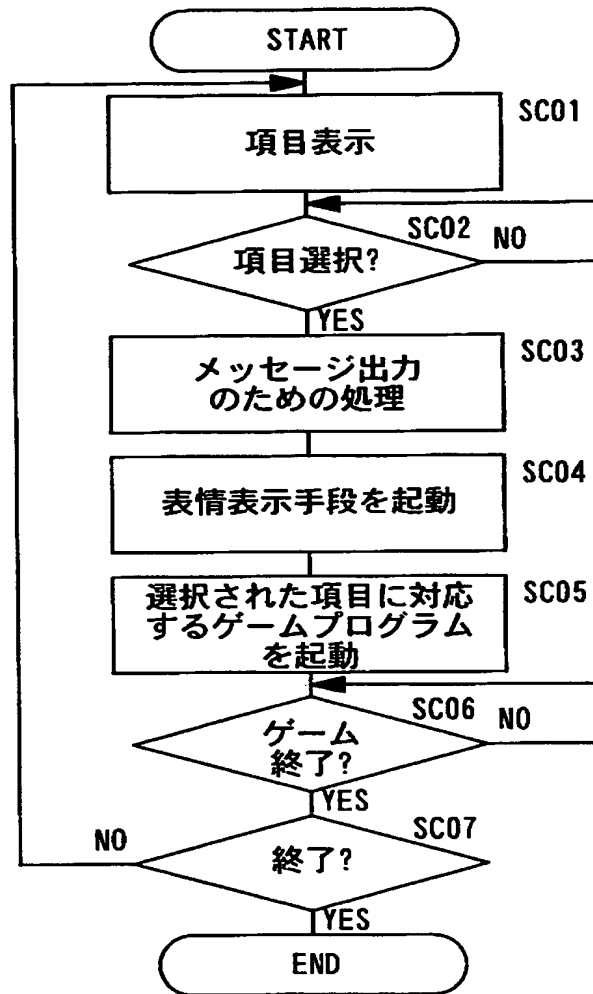 START
SC01
項目表示
SC02
NO
項目選択?
YES
SC03
メッセージ出力
のための処理
SC04
表情表示手段を起動
SC05
選択された項目に対応
するゲームプログラム
を起動
SC06
NO
ゲーム
終了?
YES
SC07
NO
終了?
YES
END